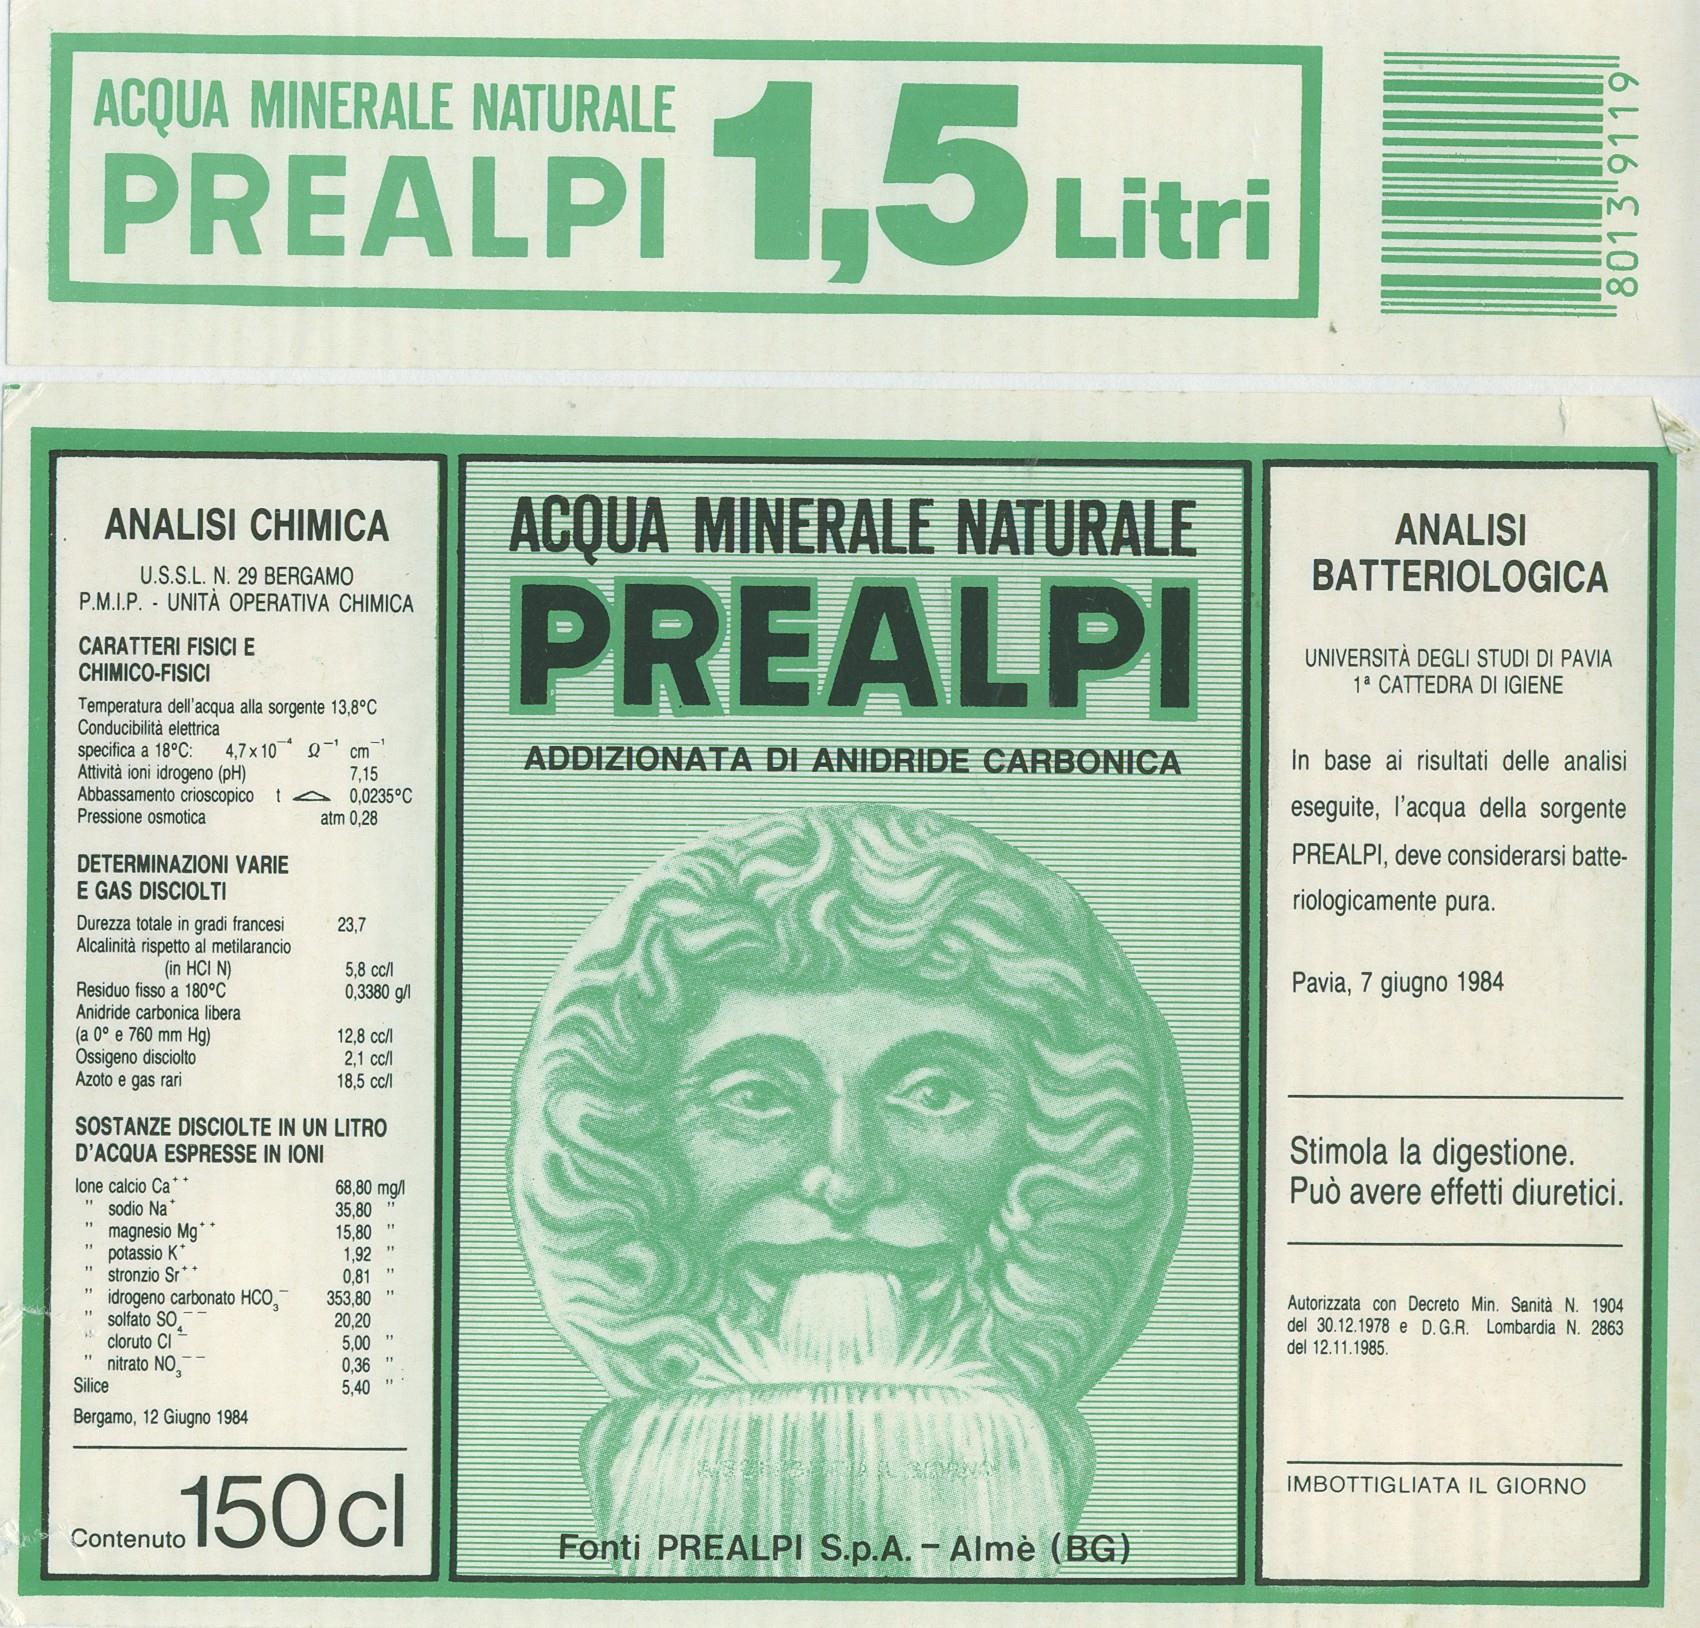 ACQUA MINERALE NATURALE
PREALPI 1,5 Litri
8013 9119
ANALISI CHIMICA
U.S.S.L. N. 29 BERGAMO
P.M.I.P. - UNITÀ OPERATIVA CHIMICA
CARATTERI FISICI E
CHIMICO-FISICI
Temperatura dell'acqua alla sorgente 13,8°C
Conducibilità elettrica
specifica a 18°C: 4,7x10⁻⁴ Ω⁻¹ cm⁻¹
Attività ioni idrogeno (pH) 7,15
Abbassamento crioscopico t △ 0,0235°C
Pressione osmotica atm 0,28
DETERMINAZIONI VARIE
E GAS DISCIOLTI
Durezza totale in gradi francesi 23,7
Alcalinità rispetto al metilarancio
(in HCl N) 5,8 cc/l
Residuo fisso a 180°C 0,3380 g/l
Anidride carbonica libera
(a 0° e 760 mm Hg) 12,8 cc/l
Ossigeno disciolto 2,1 cc/l
Azoto e gas rari 18,5 cc/l
SOSTANZE DISCIOLTE IN UN LITRO
D'ACQUA ESPRESSE IN IONI
Ione calcio Ca⁺⁺ 68,80 mg/l
" sodio Na⁺ 35,80 "
" magnesio Mg⁺⁺ 15,80 "
" potassio K⁺ 1,92 "
" stronzio Sr⁺⁺ 0,81 "
" idrogeno carbonato HCO₃⁻ 353,80 "
" solfato SO₄⁻⁻ 20,20
" cloruto Cl⁻ 5,00 "
" nitrato NO₃⁻⁻ 0,36 "
Silice 5,40 "
Bergamo, 12 Giugno 1984
Contenuto 150 cl
ACQUA MINERALE NATURALE
PREALPI
ADDIZIONATA DI ANIDRIDE CARBONICA
Fonti PREALPI S.p.A. – Almè (BG)
ANALISI
BATTERIOLOGICA
UNIVERSITÀ DEGLI STUDI DI PAVIA
1ª CATTEDRA DI IGIENE
In base ai risultati delle analisi
eseguite, l'acqua della sorgente
PREALPI, deve considerarsi batte-
riologicamente pura.
Pavia, 7 giugno 1984
Stimola la digestione.
Può avere effetti diuretici.
Autorizzata con Decreto Min. Sanità N. 1904
del 30.12.1978 e D.G.R. Lombardia N. 2863
del 12.11.1985.
IMBOTTIGLIATA IL GIORNO